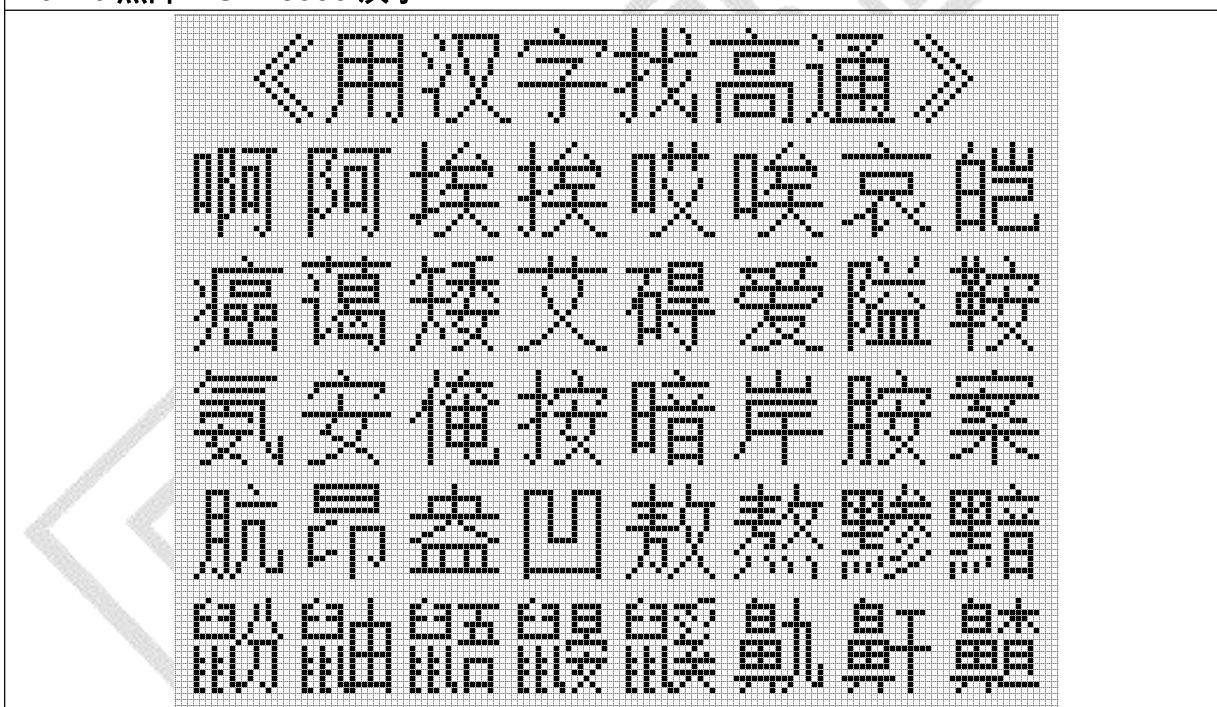 《用汉字找高通》
啊阿埃挨哎唉哀皑
癌蔼矮艾碍爱隘鞍
氨安俺按暗岸胺案
肮昂盎凹敖熬黪黯
鼢鼬鼯鼹鼷鼽鼾齄